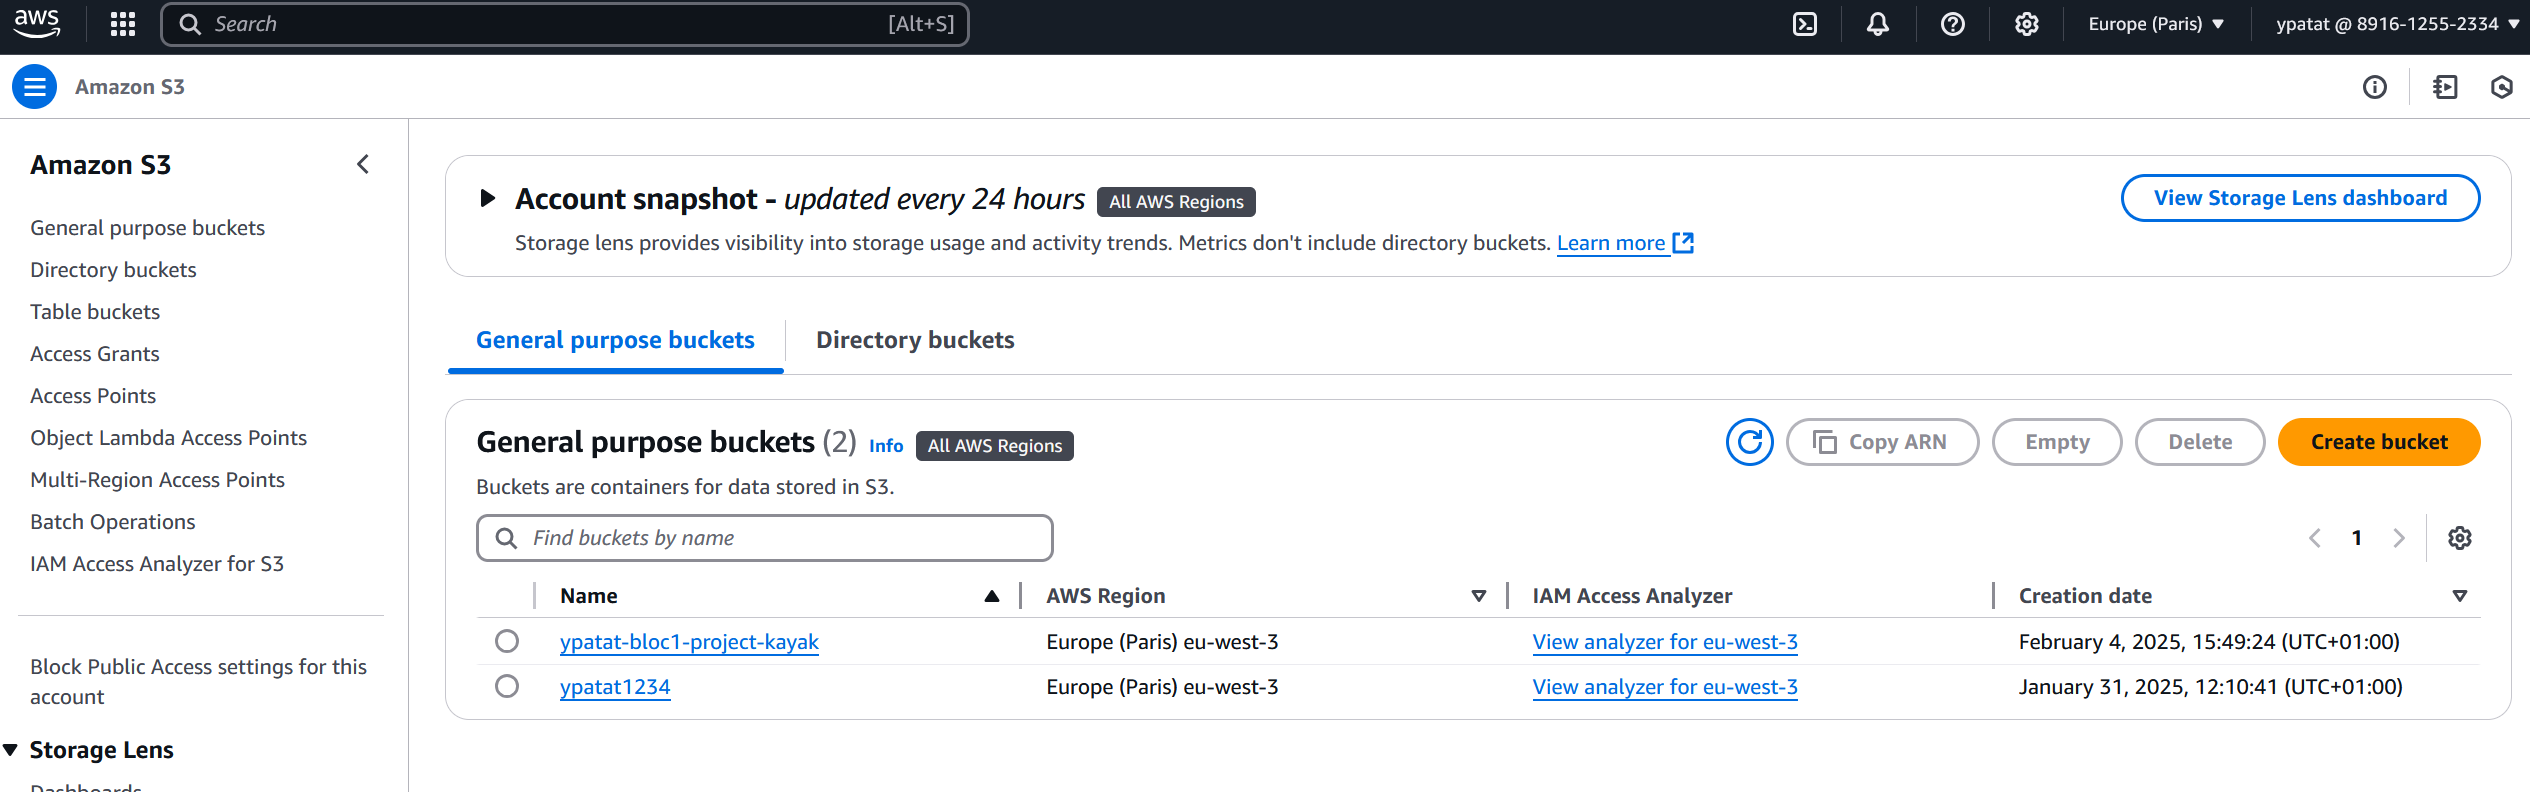 aws
Search [Alt+S]
Europe (Paris)
ypatat @ 8916-1255-2334
Amazon S3
Amazon S3
General purpose buckets
Directory buckets
Table buckets
Access Grants
Access Points
Object Lambda Access Points
Multi-Region Access Points
Batch Operations
IAM Access Analyzer for S3
Block Public Access settings for this
account
Storage Lens
Dashboards
Account snapshot - updated every 24 hours All AWS Regions
View Storage Lens dashboard
Storage lens provides visibility into storage usage and activity trends. Metrics don't include directory buckets. Learn more
General purpose buckets
Directory buckets
General purpose buckets (2) Info All AWS Regions
Copy ARN
Empty
Delete
Create bucket
Buckets are containers for data stored in S3.
Find buckets by name
1
Name AWS Region IAM Access Analyzer Creation date
ypatat-bloc1-project-kayak Europe (Paris) eu-west-3 View analyzer for eu-west-3 February 4, 2025, 15:49:24 (UTC+01:00)
ypatat1234 Europe (Paris) eu-west-3 View analyzer for eu-west-3 January 31, 2025, 12:10:41 (UTC+01:00)